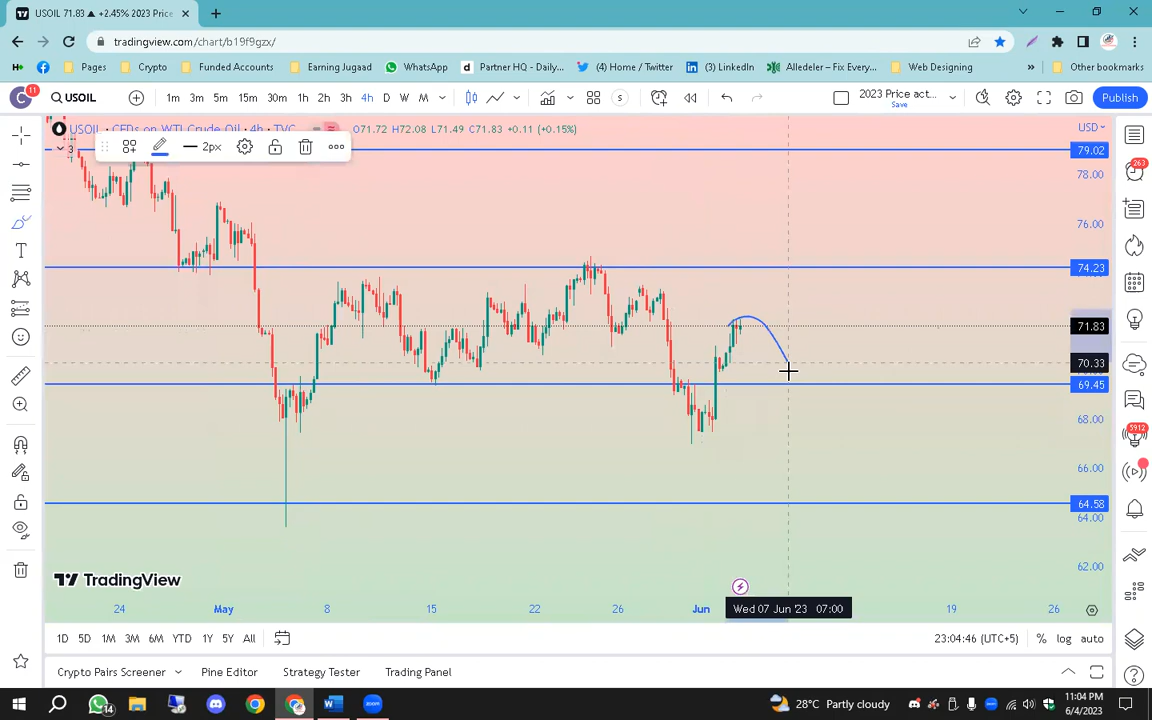 USOIL 71.83 ▲ +2.45% 2023 Price
tradingview.com/chart/b19f9gzx/
Pages
Crypto
Funded Accounts
Earning Jugaad
WhatsApp
Partner HQ - Daily...
(4) Home / Twitter
(3) LinkedIn
Alledeler – Fix Every...
Web Designing
»
Other bookmarks
C 11
USOIL
1m 3m 5m 15m 30m 1h 2h 3h 4h D W M
S
2023 Price act...
Save
Publish
USOIL · CFDs on WTI Crude Oil · 4h · TVC
O71.72 H72.08 L71.49 C71.83 +0.11 (+0.15%)
USD
3
2px
79.02
78.00
76.00
74.23
71.83
70.33
69.45
68.00
66.00
64.58
64.00
62.00
263
5912
TradingView
24 May 8 15 22 26 Jun
Wed 07 Jun '23 07:00
19 26
1D 5D 1M 3M 6M YTD 1Y 5Y All
23:04:46 (UTC+5)
% log auto
Crypto Pairs Screener
Pine Editor
Strategy Tester
Trading Panel
14
28°C Partly cloudy
11:04 PM
6/4/2023